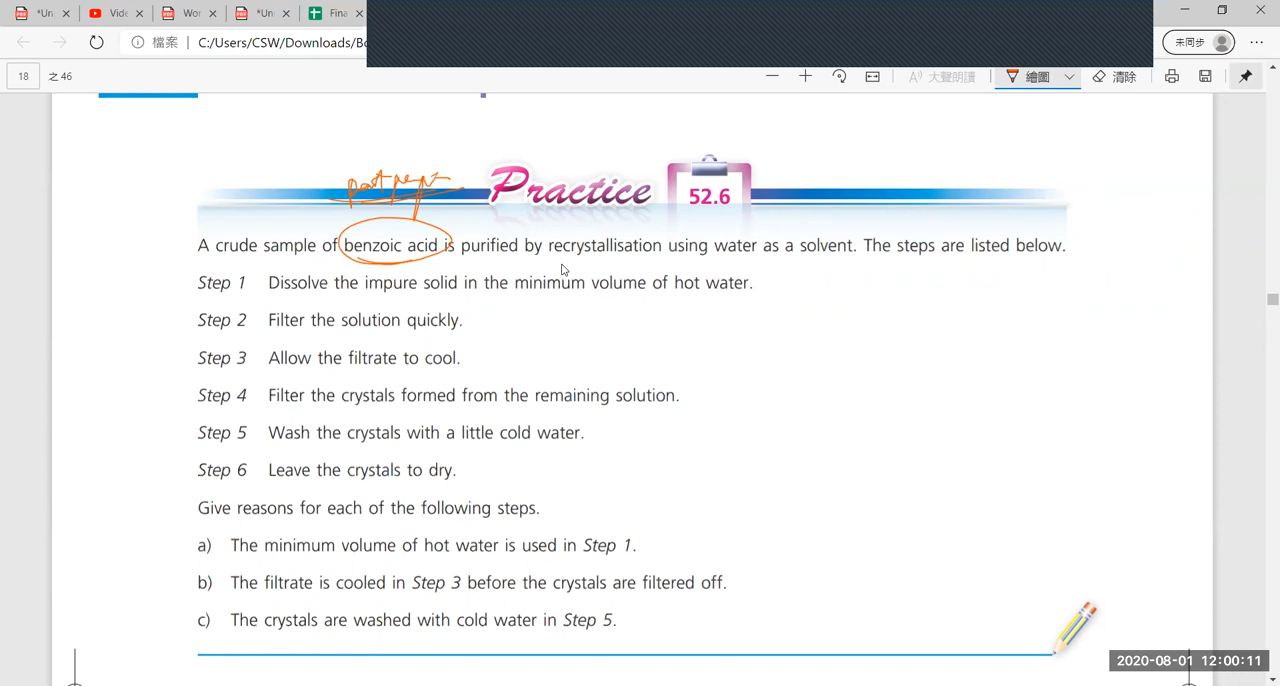 *Un
Vide
Wor
*Un
Fina
檔案 C:/Users/CSW/Downloads/Bo
未同步
18 之 46
A) 大聲朗讀
繪圖
清除
past paper
Practice 52.6
A crude sample of benzoic acid is purified by recrystallisation using water as a solvent. The steps are listed below.
Step 1 Dissolve the impure solid in the minimum volume of hot water.
Step 2 Filter the solution quickly.
Step 3 Allow the filtrate to cool.
Step 4 Filter the crystals formed from the remaining solution.
Step 5 Wash the crystals with a little cold water.
Step 6 Leave the crystals to dry.
Give reasons for each of the following steps.
a) The minimum volume of hot water is used in Step 1.
b) The filtrate is cooled in Step 3 before the crystals are filtered off.
c) The crystals are washed with cold water in Step 5.
2020-08-01 12:00:11